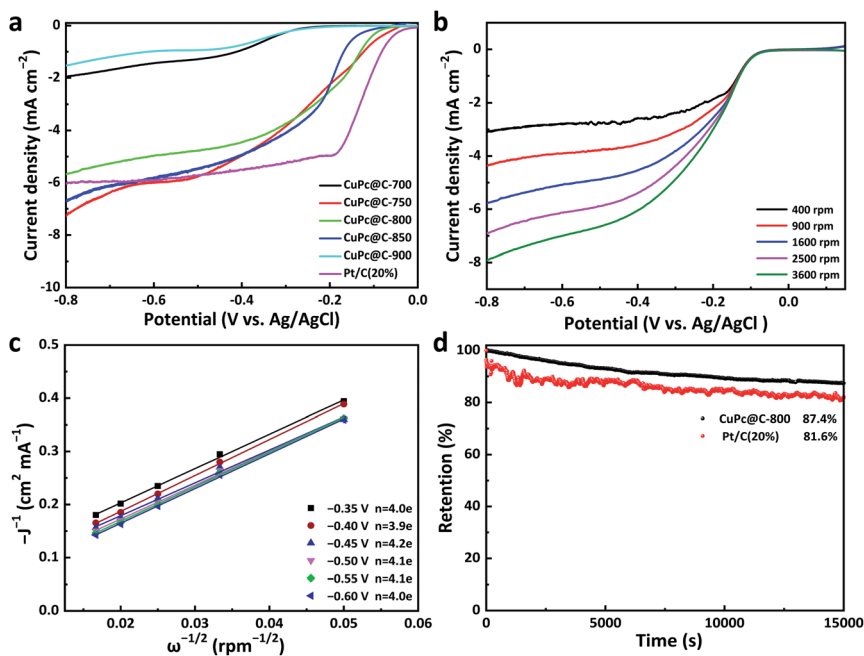 a
0
-2
-4
-6
-8
-10
Current density (mA cm⁻²)
CuPc@C-700
CuPc@C-750
CuPc@C-800
CuPc@C-850
CuPc@C-900
Pt/C(20%)
-0.8 -0.6 -0.4 -0.2 0.0
Potential (V vs. Ag/AgCl)
b
4
2
0
-2
-4
-6
-8
Current density (mA cm⁻²)
400 rpm
900 rpm
1600 rpm
2500 rpm
3600 rpm
-0.8 -0.6 -0.4 -0.2 0.0
Potential (V vs. Ag/AgCl )
c
0.5
0.4
0.3
0.2
0.1
0.0
−J⁻¹ (cm² mA⁻¹)
−0.35 V n=4.0e
−0.40 V n=3.9e
−0.45 V n=4.2e
−0.50 V n=4.1e
−0.55 V n=4.1e
−0.60 V n=4.0e
0.02 0.03 0.04 0.05 0.06
ω⁻¹ᐟ² (rpm⁻¹ᐟ²)
d
100
80
60
40
20
0
Retention (%)
CuPc@C-800 87.4%
Pt/C(20%) 81.6%
0 5000 10000 15000
Time (s)